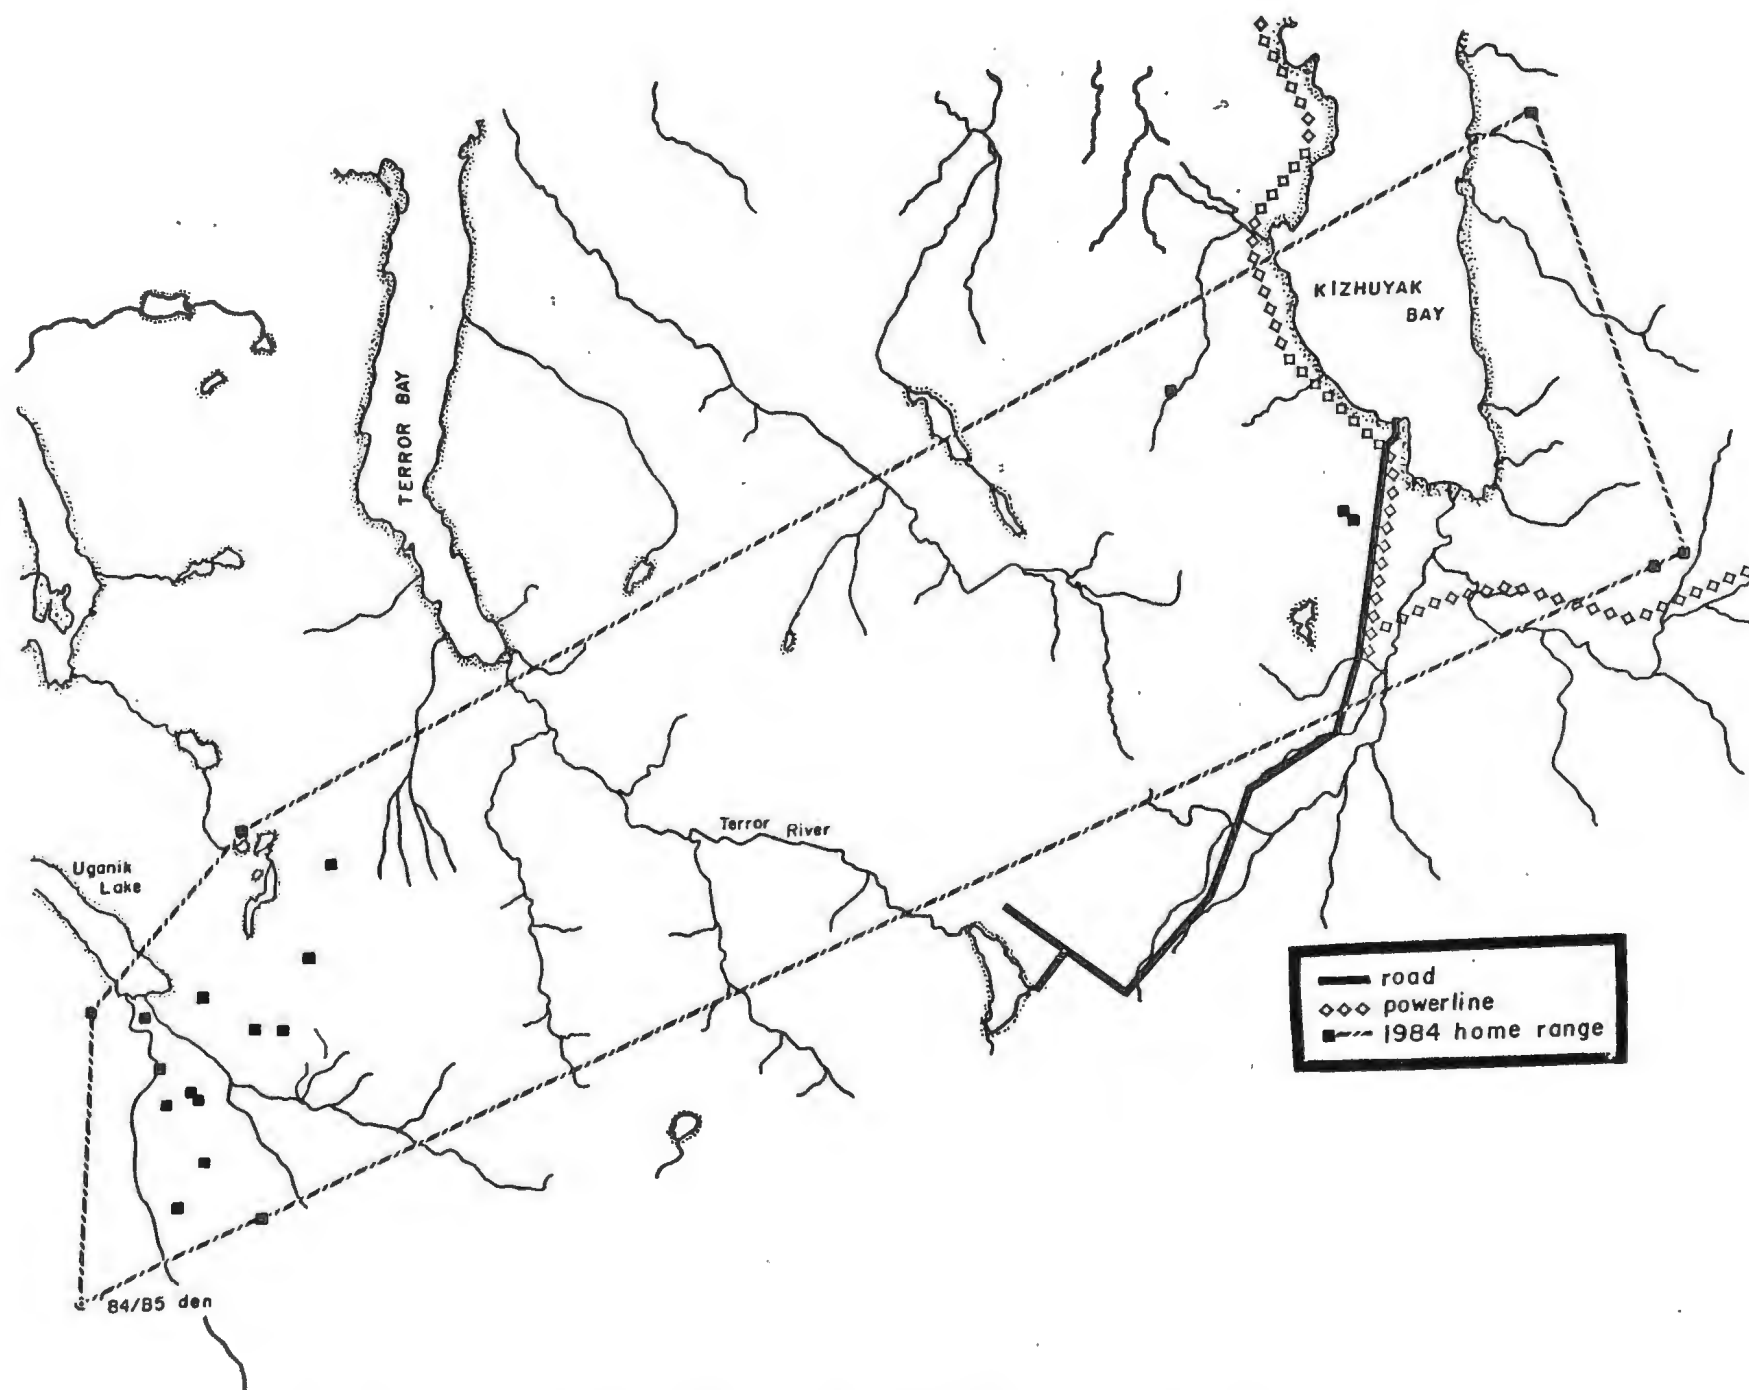 KIZHUYAK
BAY
TERROR BAY
Terror River
Uganik
Lake
road
powerline
1984 home range
84/85 den